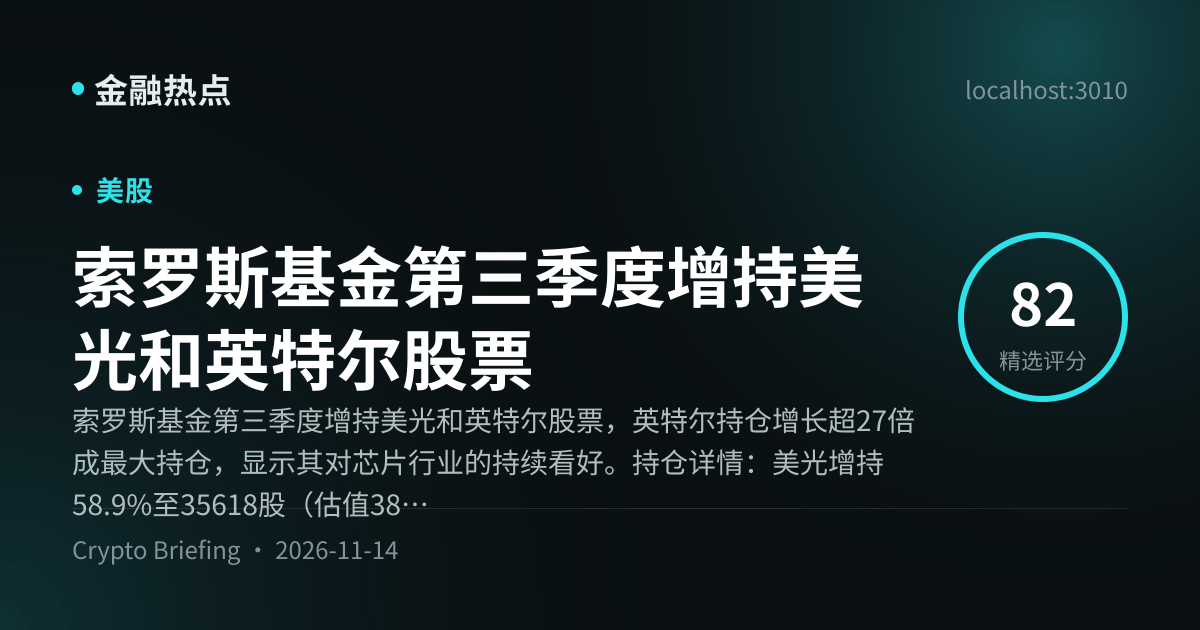 金融热点
localhost:3010
美股
索罗斯基金第三季度增持美
光和英特尔股票
82
精选评分
索罗斯基金第三季度增持美光和英特尔股票，英特尔持仓增长超27倍
成最大持仓，显示其对芯片行业的持续看好。持仓详情：美光增持
58.9%至35618股（估值38…
Crypto Briefing • 2026-11-14